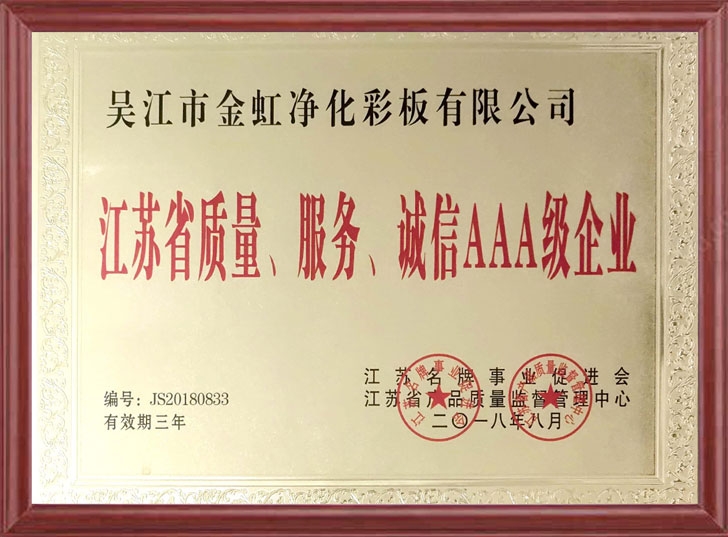 吴江市金虹净化彩板有限公司
江苏省质量、服务、诚信AAA级企业
江苏名牌事业促进会
编号：JS20180833
江苏省产品质量监督管理中心
有效期三年
二〇一八年八月